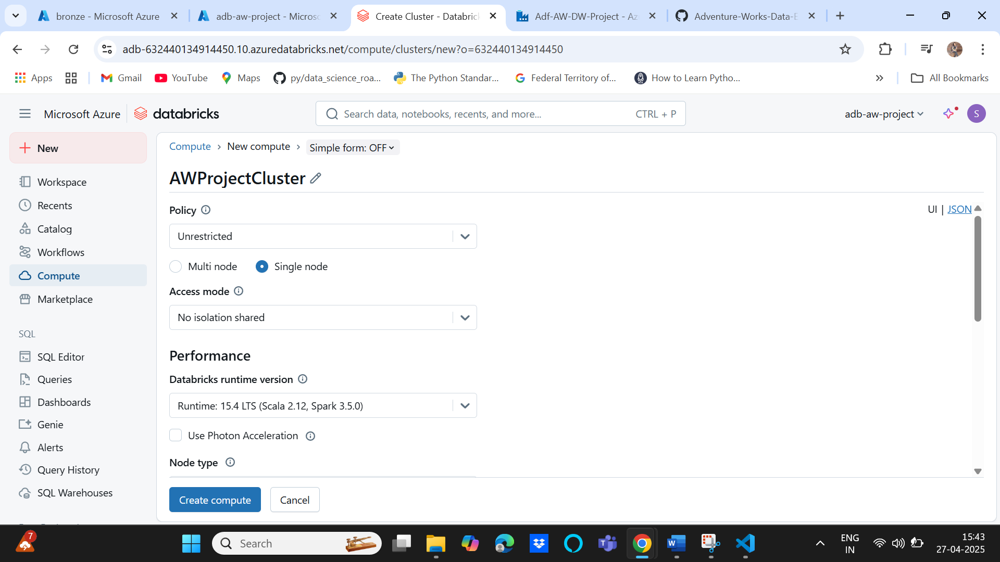 bronze - Microsoft Azure
adb-aw-project - Microsc
Create Cluster - Databrick
Adf-AW-DW-Project - Az
Adventure-Works-Data-E
adb-632440134914450.10.azuredatabricks.net/compute/clusters/new?o=632440134914450
Apps
Gmail
YouTube
Maps
py/data_science_roa...
The Python Standar...
Federal Territory of...
How to Learn Pytho...
All Bookmarks
Microsoft Azure
databricks
Search data, notebooks, recents, and more...
CTRL + P
adb-aw-project
S
New
Workspace
Recents
Catalog
Workflows
Compute
Marketplace
SQL
SQL Editor
Queries
Dashboards
Genie
Alerts
Query History
SQL Warehouses
Compute › New compute › Simple form: OFF
AWProjectCluster
Policy
UI | JSON
Unrestricted
Multi node
Single node
Access mode
No isolation shared
Performance
Databricks runtime version
Runtime: 15.4 LTS (Scala 2.12, Spark 3.5.0)
Use Photon Acceleration
Node type
Create compute
Cancel
7
Search
ENG
IN
15:43
27-04-2025